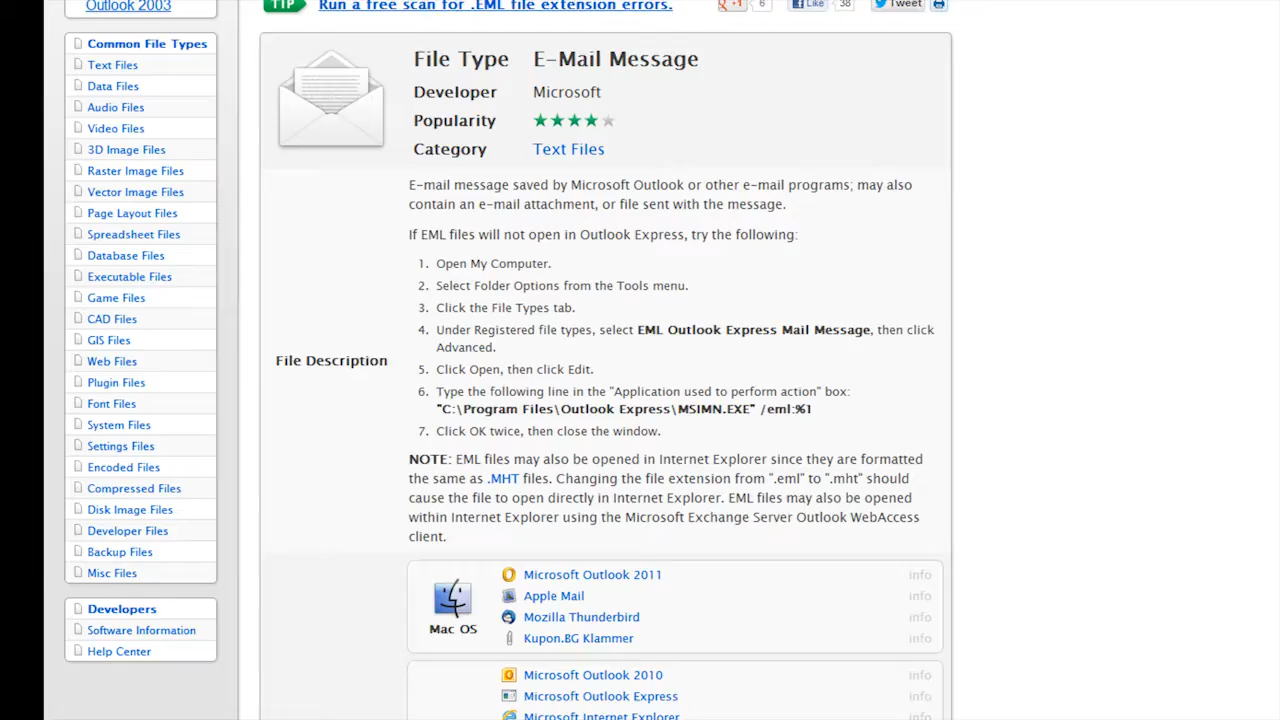 Outlook 2003
TIP Run a free scan for .EML file extension errors.
+1 6 Like 38 Tweet
Common File Types
Text Files
Data Files
Audio Files
Video Files
3D Image Files
Raster Image Files
Vector Image Files
Page Layout Files
Spreadsheet Files
Database Files
Executable Files
Game Files
CAD Files
GIS Files
Web Files
Plugin Files
Font Files
System Files
Settings Files
Encoded Files
Compressed Files
Disk Image Files
Developer Files
Backup Files
Misc Files
Developers
Software Information
Help Center
File Type E-Mail Message
Developer Microsoft
Popularity
Category Text Files
File Description
E-mail message saved by Microsoft Outlook or other e-mail programs; may also
contain an e-mail attachment, or file sent with the message.
If EML files will not open in Outlook Express, try the following:
1. Open My Computer.
2. Select Folder Options from the Tools menu.
3. Click the File Types tab.
4. Under Registered file types, select EML Outlook Express Mail Message, then click
Advanced.
5. Click Open, then click Edit.
6. Type the following line in the "Application used to perform action" box:
"C:\Program Files\Outlook Express\MSIMN.EXE" /eml:%1
7. Click OK twice, then close the window.
NOTE: EML files may also be opened in Internet Explorer since they are formatted
the same as .MHT files. Changing the file extension from ".eml" to ".mht" should
cause the file to open directly in Internet Explorer. EML files may also be opened
within Internet Explorer using the Microsoft Exchange Server Outlook WebAccess
client.
Mac OS
Microsoft Outlook 2011 info
Apple Mail info
Mozilla Thunderbird info
Kupon.BG Klammer info
Microsoft Outlook 2010 info
Microsoft Outlook Express info
Microsoft Internet Explorer info